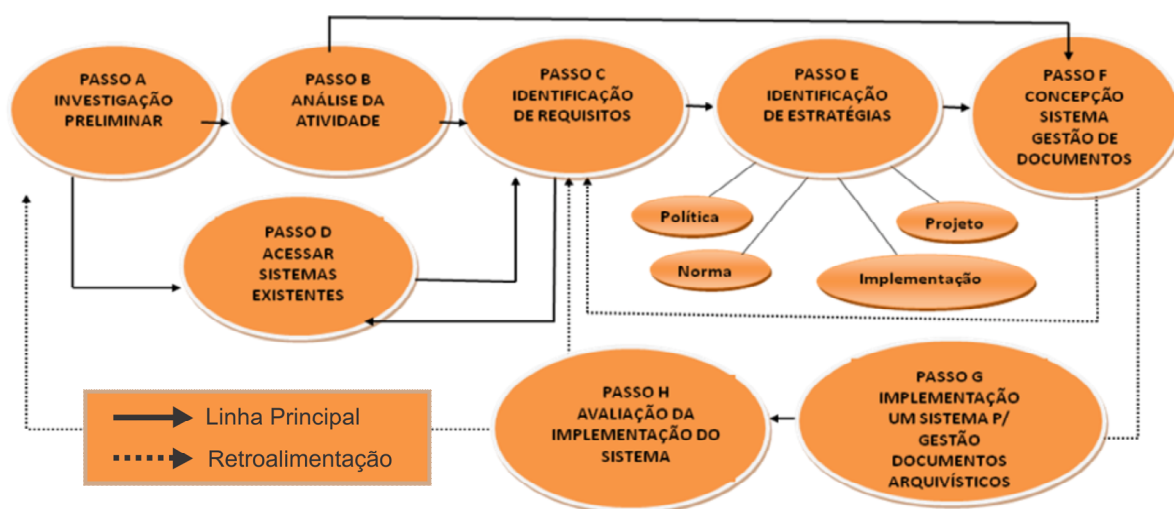 PASSO A
INVESTIGAÇÃO
PRELIMINAR
PASSO B
ANÁLISE DA
ATIVIDADE
PASSO C
IDENTIFICAÇÃO
DE REQUISITOS
PASSO E
IDENTIFICAÇÃO
DE ESTRATÉGIAS
PASSO F
CONCEPÇÃO
SISTEMA
GESTÃO DE
DOCUMENTOS
PASSO D
ACESSAR
SISTEMAS
EXISTENTES
Política
Projeto
Norma
Implementação
PASSO H
AVALIAÇÃO DA
IMPLEMENTAÇÃO DO
SISTEMA
PASSO G
IMPLEMENTAÇÃO
UM SISTEMA P/
GESTÃO
DOCUMENTOS
ARQUIVÍSTICOS
Linha Principal
Retroalimentação